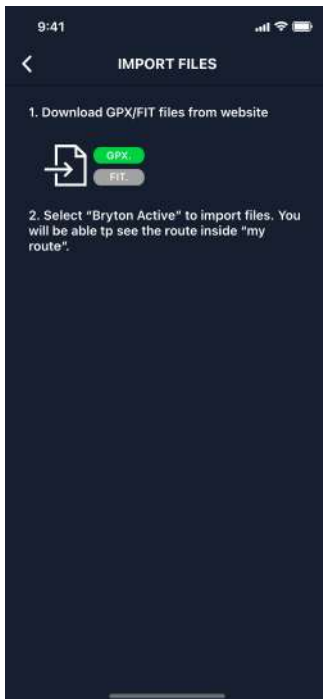 9:41
IMPORT FILES
1. Download GPX/FIT files from website
GPX.
FIT.
2. Select “Bryton Active” to import files. You
will be able tp see the route inside “my
route”.